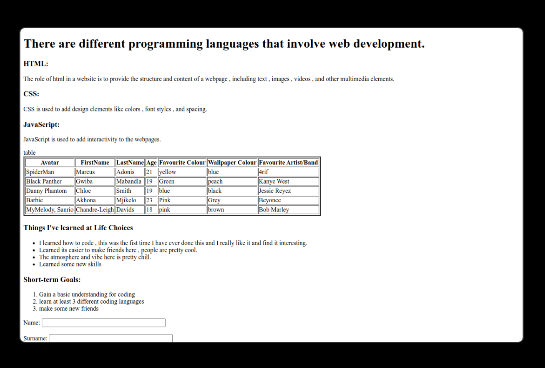 There are different programming languages that involve web development.
HTML:
The role of html in a website is to provide the structure and content of a webpage , including text , images , videos , and other multimedia elements.
CSS:
CSS is used to add design elements like colors , font styles , and spacing.
JavaScript:
JavaScript is used to add interactivity to the webpages.
table
Avatar FirstName LastName Age Favourite Colour Wallpaper Colour Favourite Artist/Band
SpiderMan Marcus Adonis 21 yellow blue 4rif
Black Panther Gwiba Mabandla 19 Green peach Kanye West
Danny Phantom Chloe Smith 19 blue black Jessie Reyez
Barbie Akhona Mjikelo 23 Pink Grey Beyonce
MyMelody, Sanrio Chandre-Leigh Davids 18 pink brown Bob Marley
Things I've learned at Life Choices
I learned how to code , this was the fist time I have ever done this and I really like it and find it interesting.
Learned its easier to make friends here , people are pretty cool.
The atmosphere and vibe here is pretty chill.
Learned some new skills
Short-term Goals:
1. Gain a basic understanding for coding
2. learn at least 3 different coding languages
3. make some new friends
Name:
Surname: